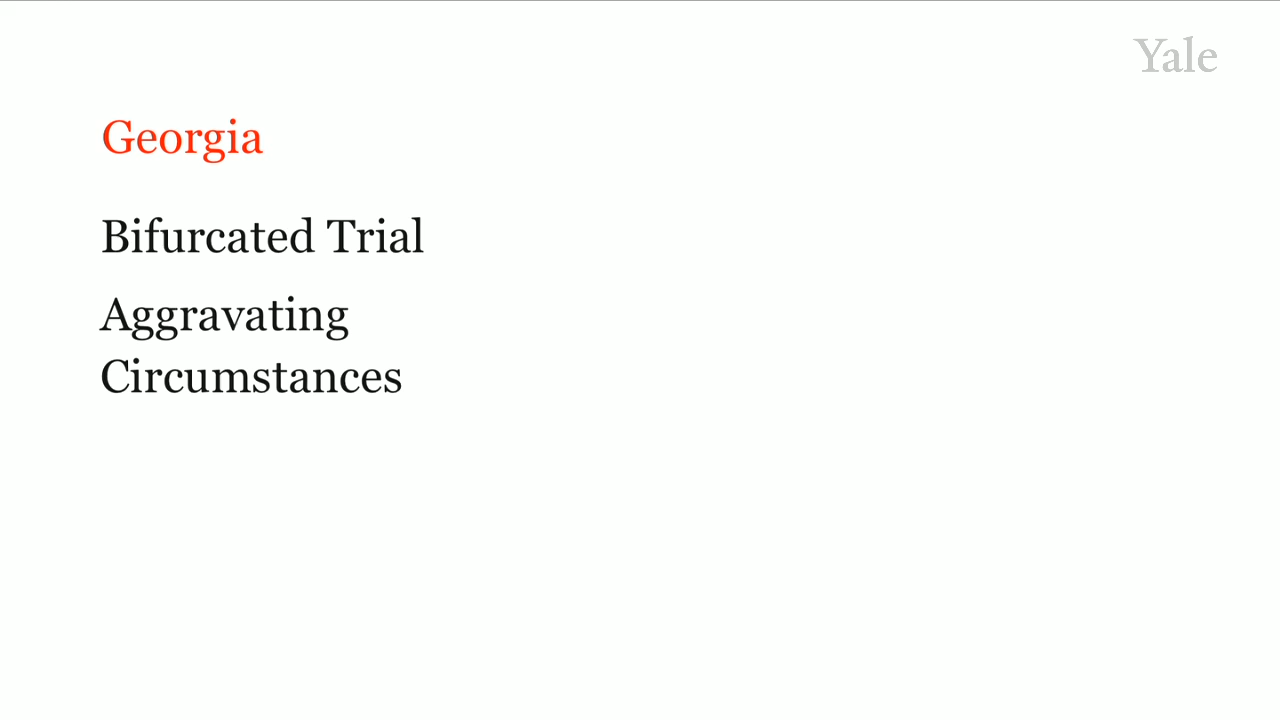 Yale
Georgia
Bifurcated Trial
Aggravating
Circumstances